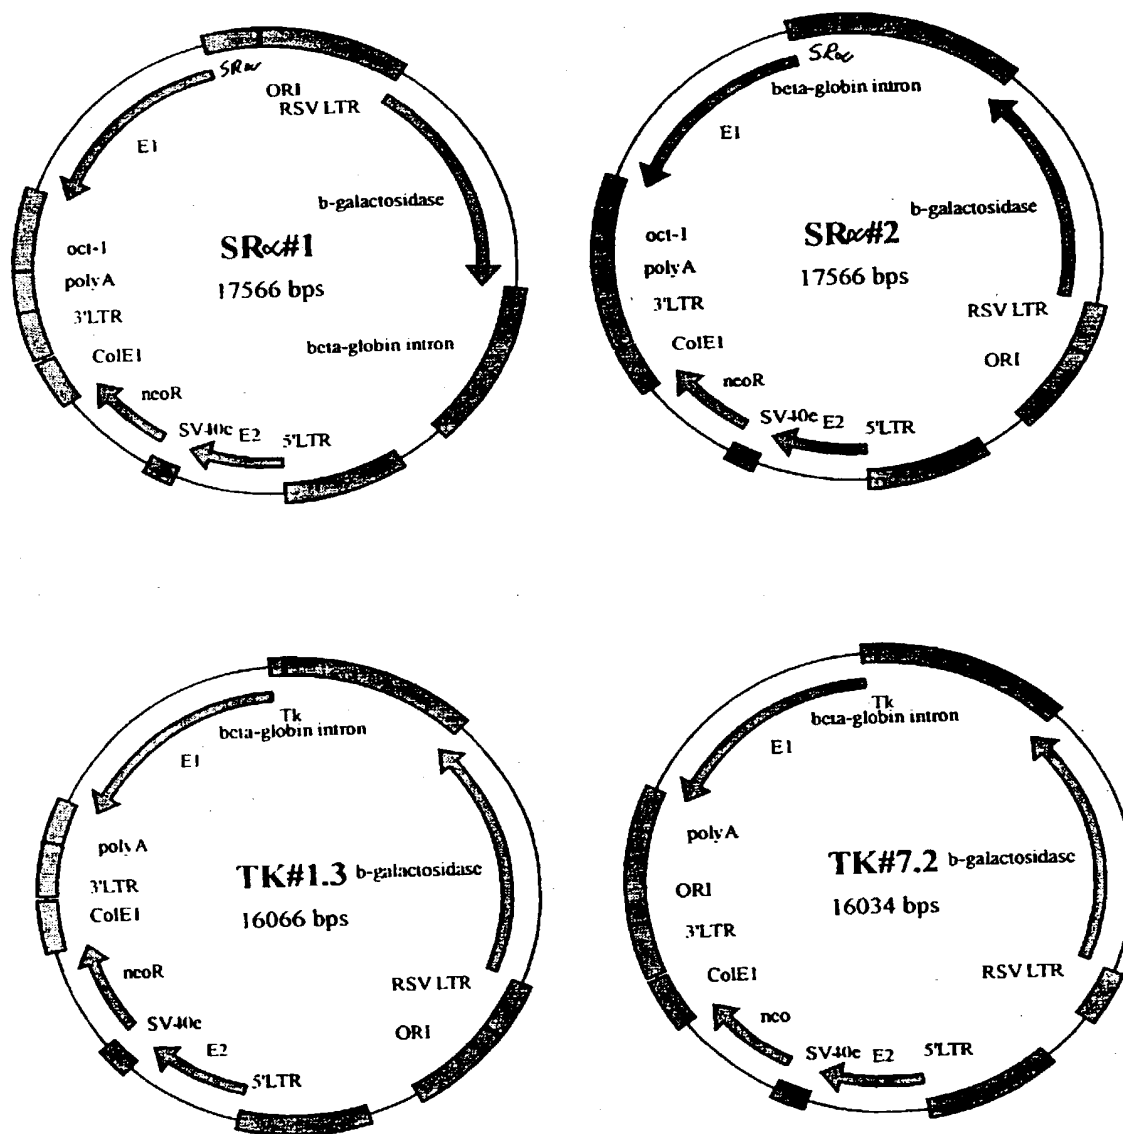 SRα
ORI
RSV LTR
E1
b-galactosidase
oct-1
SRα#1
polyA
17566 bps
3'LTR
beta-globin intron
ColE1
neoR
SV40e
E2
5'LTR
SRα
beta-globin intron
E1
b-galactosidase
oct-1
SRα#2
polyA
17566 bps
3'LTR
RSV LTR
ColE1
ORI
neoR
SV40e
E2
5'LTR
Tk
beta-globin intron
E1
polyA
TK#1.3
b-galactosidase
3'LTR
ColE1
16066 bps
neoR
RSV LTR
SV40e
ORI
E2
5'LTR
Tk
beta-globin intron
E1
polyA
TK#7.2
b-galactosidase
ORI
16034 bps
3'LTR
ColE1
RSV LTR
neo
SV40e
E2
5'LTR